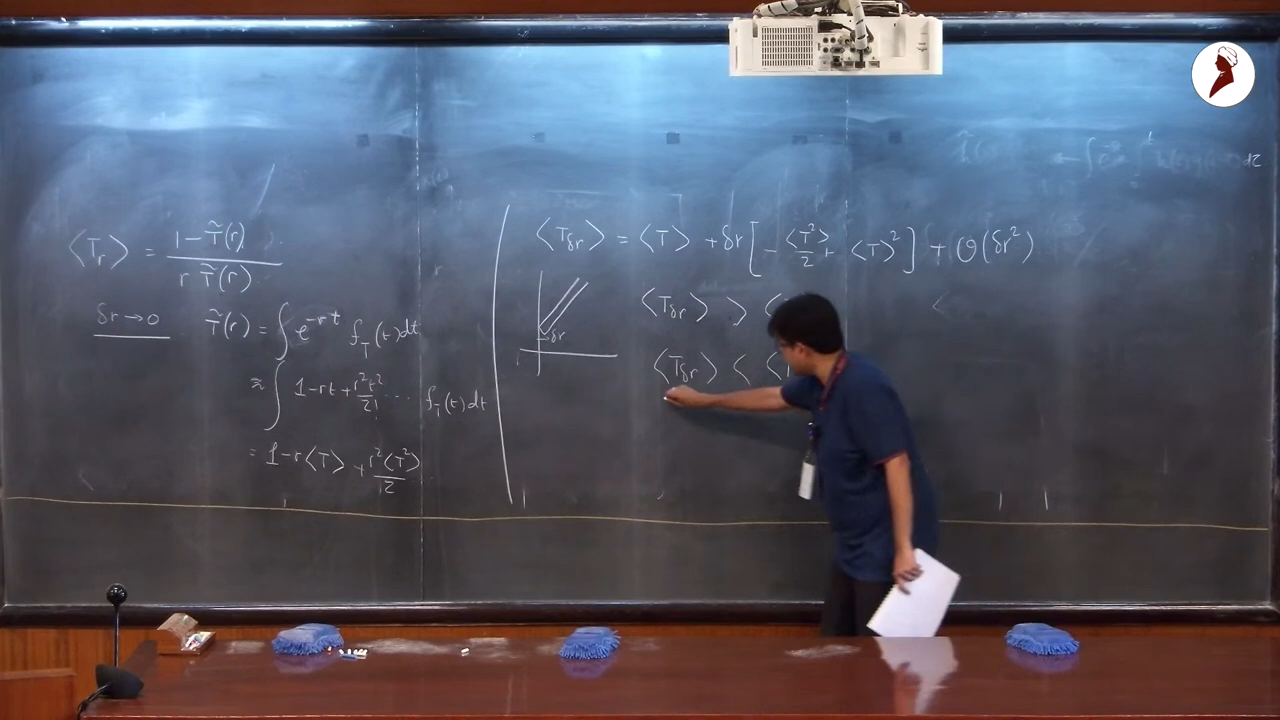 ⟨T_r⟩ = (1 - T̃(r)) / (r T̃(r))
δr → 0 T̃(r) = ∫ e^{-rt} f_T(t) dt
≈ ∫ 1 - rt + r²t²/2! ... f_T(t) dt
= 1 - r⟨T⟩ + r²⟨T²⟩/2
⟨T_δr⟩ = ⟨T⟩ + δr [ - ⟨T²⟩/2 + ⟨T⟩² ] + O(δr²)
δr
⟨T_δr⟩ > ⟨
⟨T_δr⟩ < ⟨